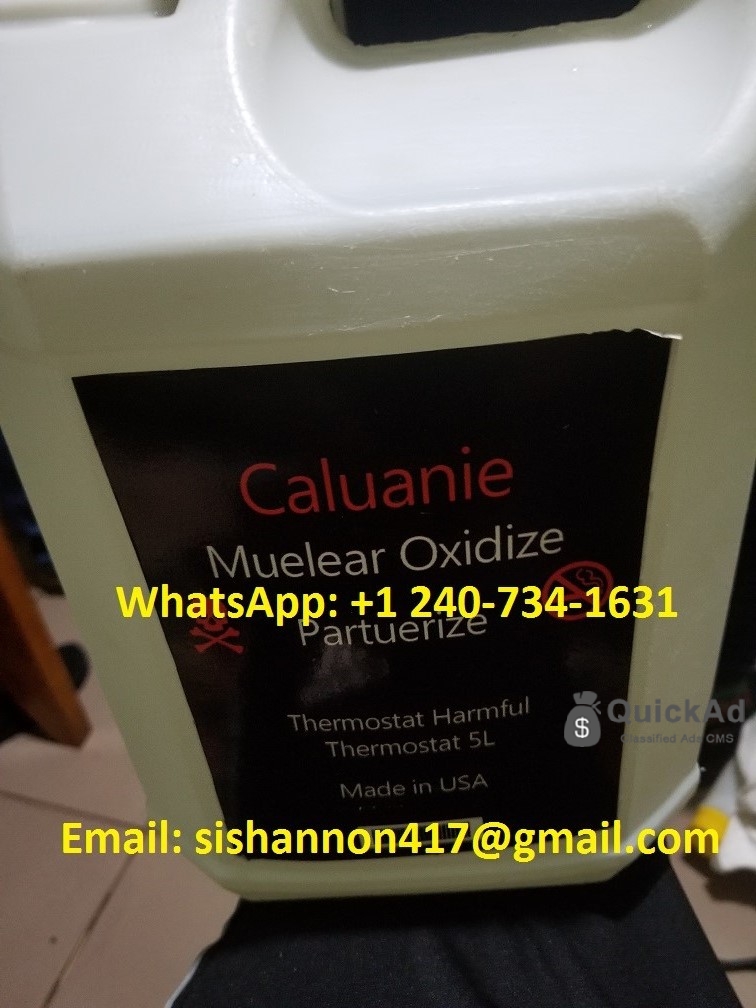 Caluanie
Muelear Oxidize
WhatsApp: +1 240-734-1631
Partuerize
QuickAd
Classified Ads CMS
Thermostat Harmful
Thermostat 5L
Made in USA
Email: sishannon417@gmail.com